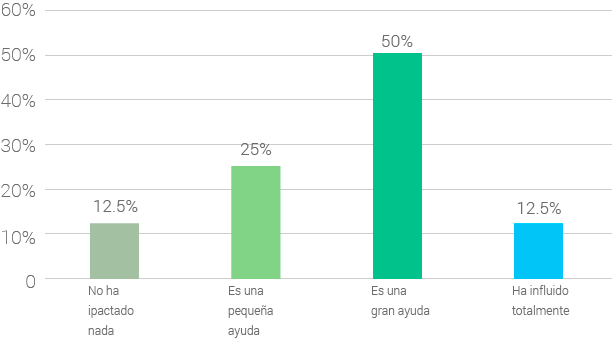 60%
50%
40%
30%
20%
10%
0
12.5%
25%
50%
12.5%
No ha
ipactado
nada
Es una
pequeña
ayuda
Es una
gran ayuda
Ha influido
totalmente